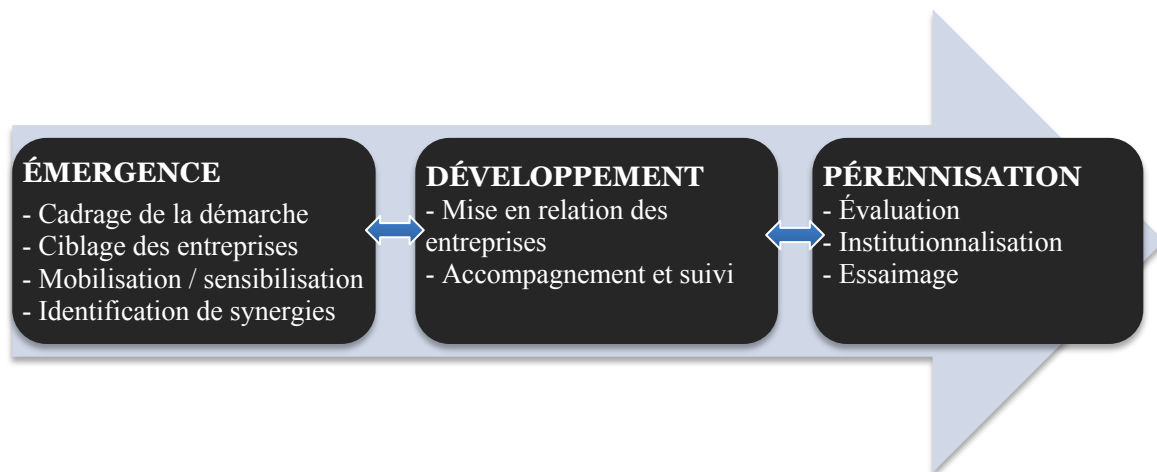 ÉMERGENCE
- Cadrage de la démarche
- Ciblage des entreprises
- Mobilisation / sensibilisation
- Identification de synergies
DÉVELOPPEMENT
- Mise en relation des
entreprises
- Accompagnement et suivi
PÉRENNISATION
- Évaluation
- Institutionnalisation
- Essaimage